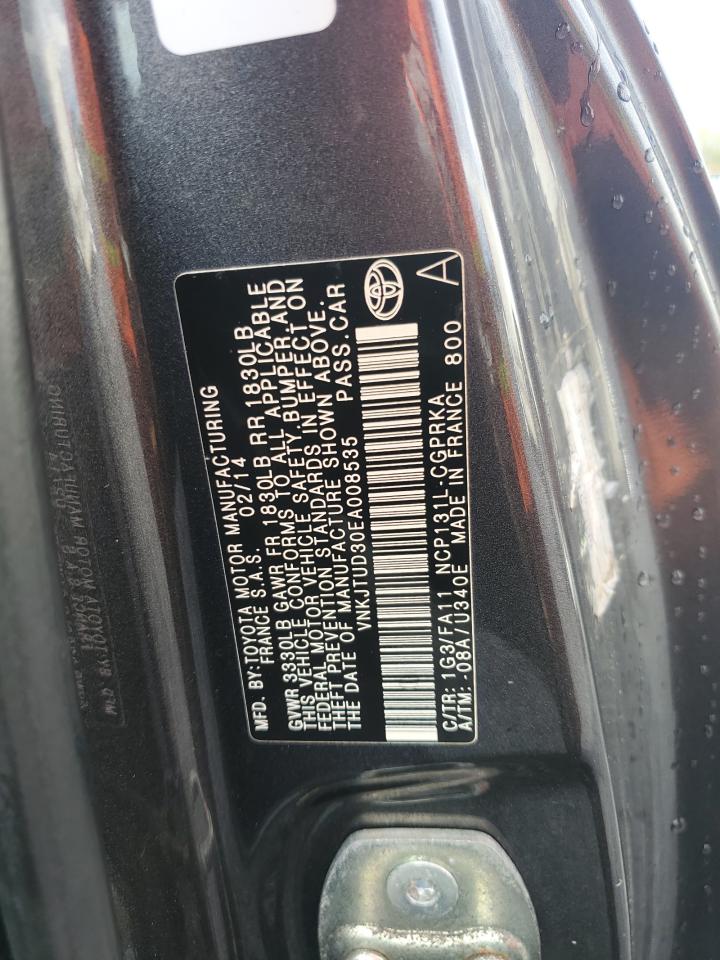 MFD. BY: TOYOTA MOTOR MANUFACTURING
FRANCE S.A.S. 02/14
GVWR 3330LB GAWR FR 1830LB RR 1830LB
THIS VEHICLE CONFORMS TO ALL APPLICABLE
FEDERAL MOTOR VEHICLE SAFETY, BUMPER, AND
THEFT PREVENTION STANDARDS IN EFFECT ON
THE DATE OF MANUFACTURE SHOWN ABOVE.
VNKJTUD30EA008535 PASS.CAR
C/TR: 1G3/FA11 NCP131L-CGPRKA A
A/TM: -08A/U340E MADE IN FRANCE 800